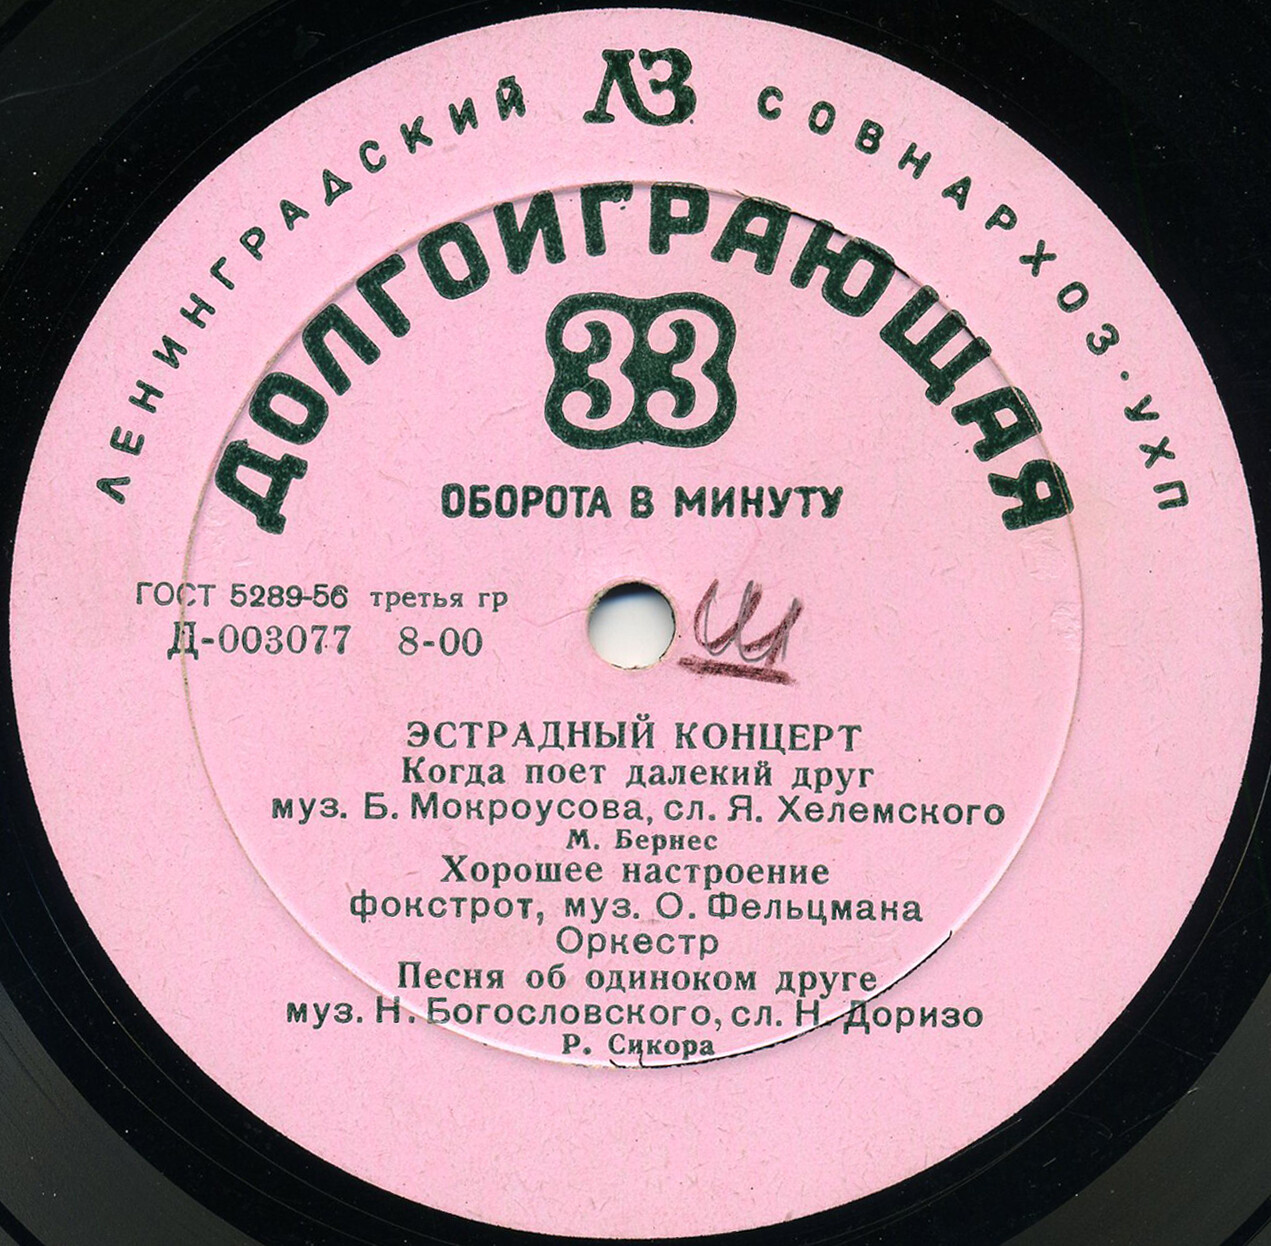 ЛЕНИНГРАДСКИЙ ЛЗ СОВНАРХОЗ·УХП
ДОЛГОИГРАЮЩАЯ
33
ОБОРОТА В МИНУТУ
ГОСТ 5289-56 третья гр
Д-003077 8-00
ЭСТРАДНЫЙ КОНЦЕРТ
Когда поет далекий друг
муз. Б. Мокроусова, сл. Я. Хелемского
М. Бернес
Хорошее настроение
фокстрот, муз. О. Фельцмана
Оркестр
Песня об одиноком друге
муз. Н. Богословского, сл. Н. Доризо
Р. Сикора